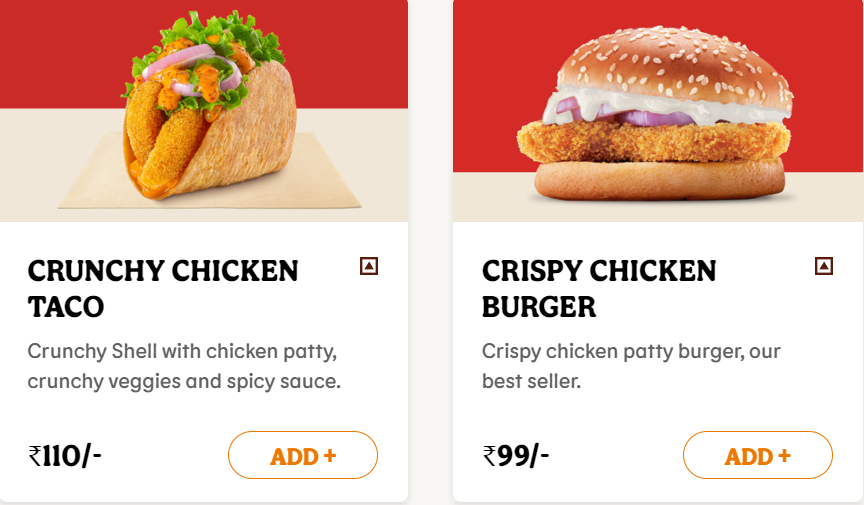 CRUNCHY CHICKEN
TACO
Crunchy Shell with chicken patty,
crunchy veggies and spicy sauce.
₹110/-
ADD +
CRISPY CHICKEN
BURGER
Crispy chicken patty burger, our
best seller.
₹99/-
ADD +